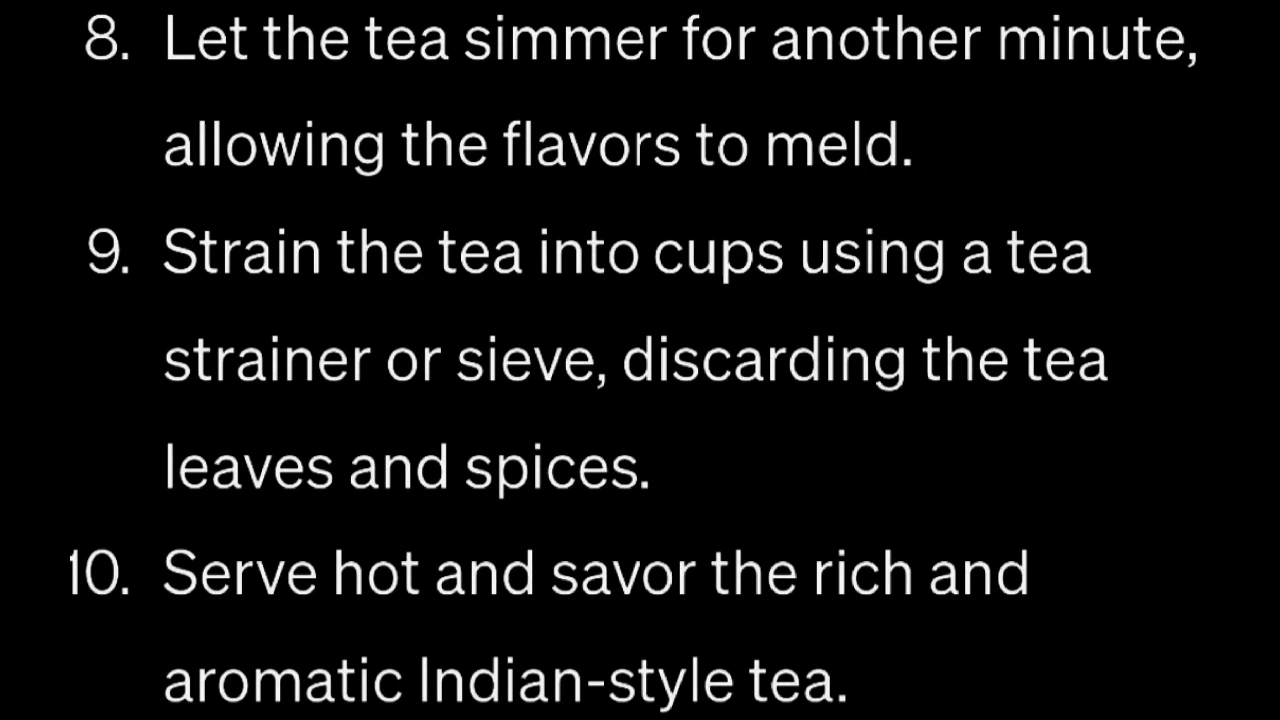 8. Let the tea simmer for another minute,
allowing the flavors to meld.
9. Strain the tea into cups using a tea
strainer or sieve, discarding the tea
leaves and spices.
10. Serve hot and savor the rich and
aromatic Indian-style tea.